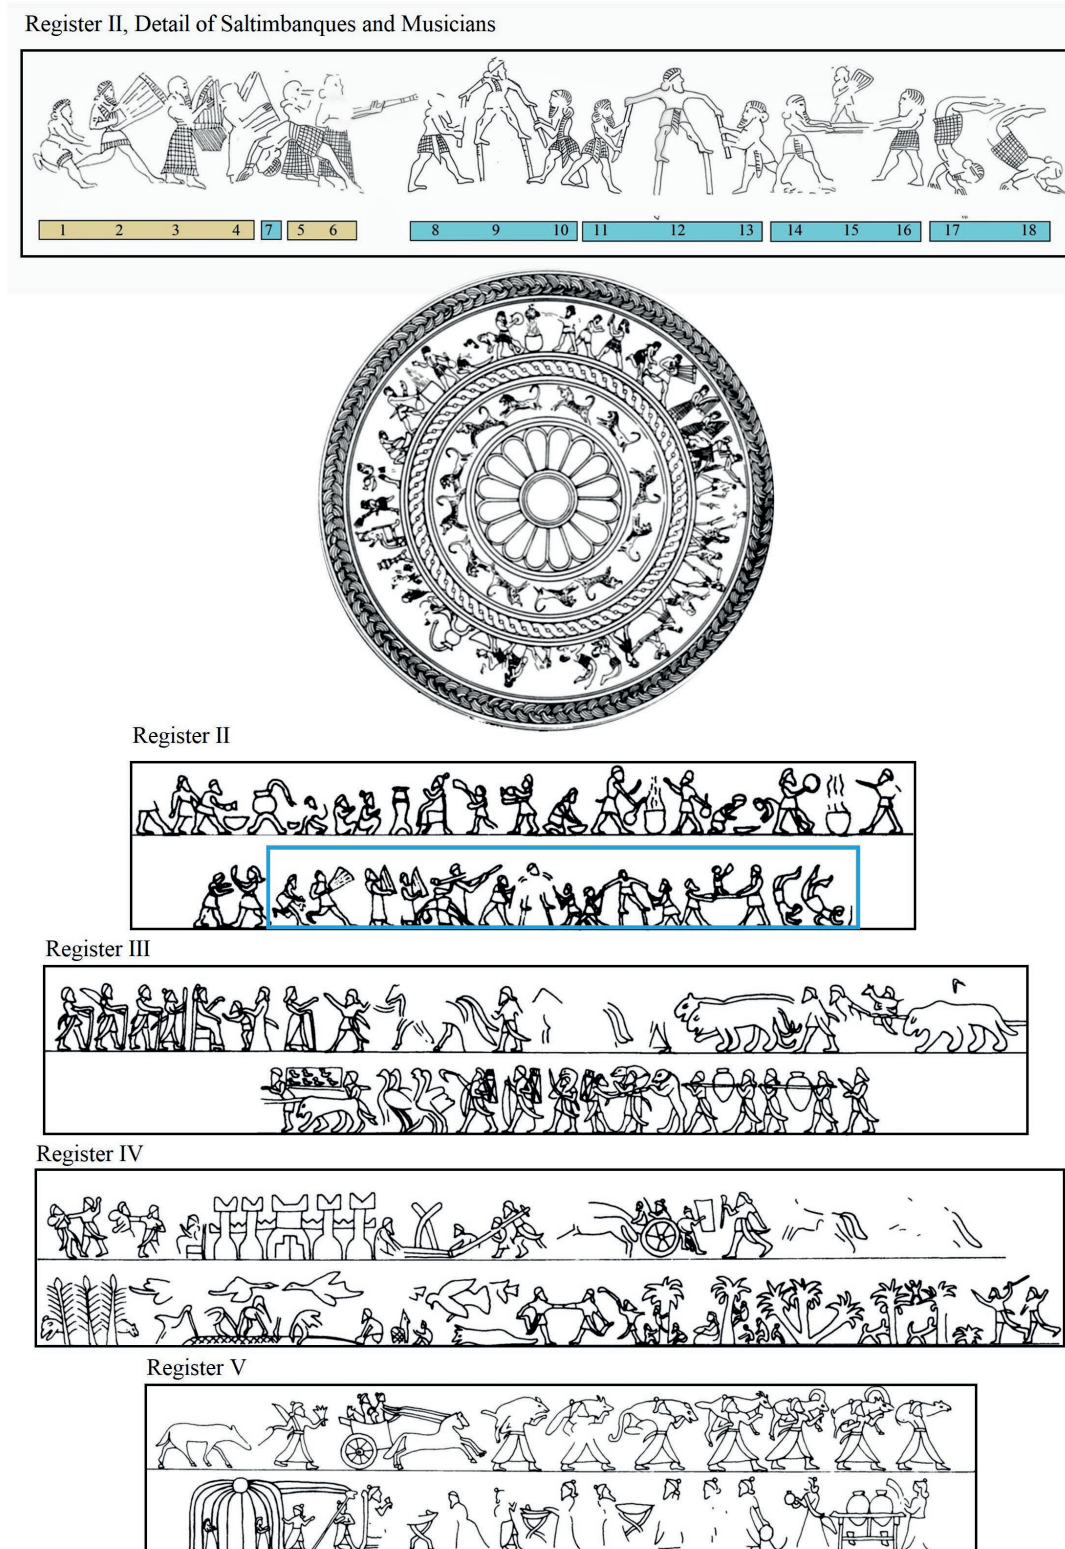 Register II, Detail of Saltimbanques and Musicians
1 2 3 4 7 5 6 8 9 10 11 12 13 14 15 16 17 18
Register II
Register III
Register IV
Register V